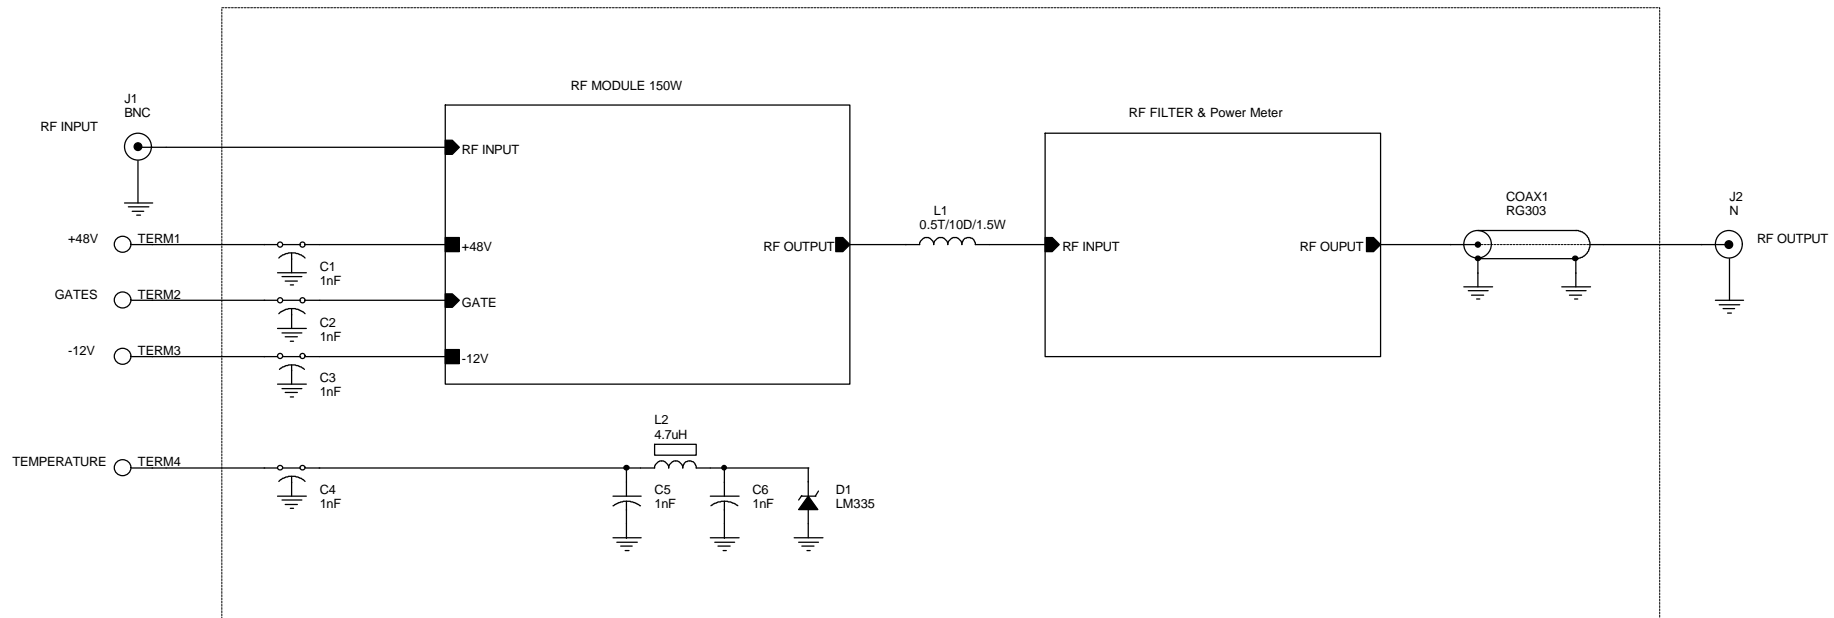 RF MODULE 150W
J1
BNC
RF FILTER & Power Meter
RF INPUT
RF INPUT
COAX1
RG303
J2
N
L1
0.5T/10D/1.5W
+48V
TERM1
+48V
RF OUTPUT
RF INPUT
RF OUPUT
RF OUTPUT
C1
1nF
GATES
TERM2
GATE
C2
1nF
-12V
TERM3
-12V
C3
1nF
L2
4.7uH
TEMPERATURE
TERM4
C4
1nF
C5
1nF
C6
1nF
D1
LM335